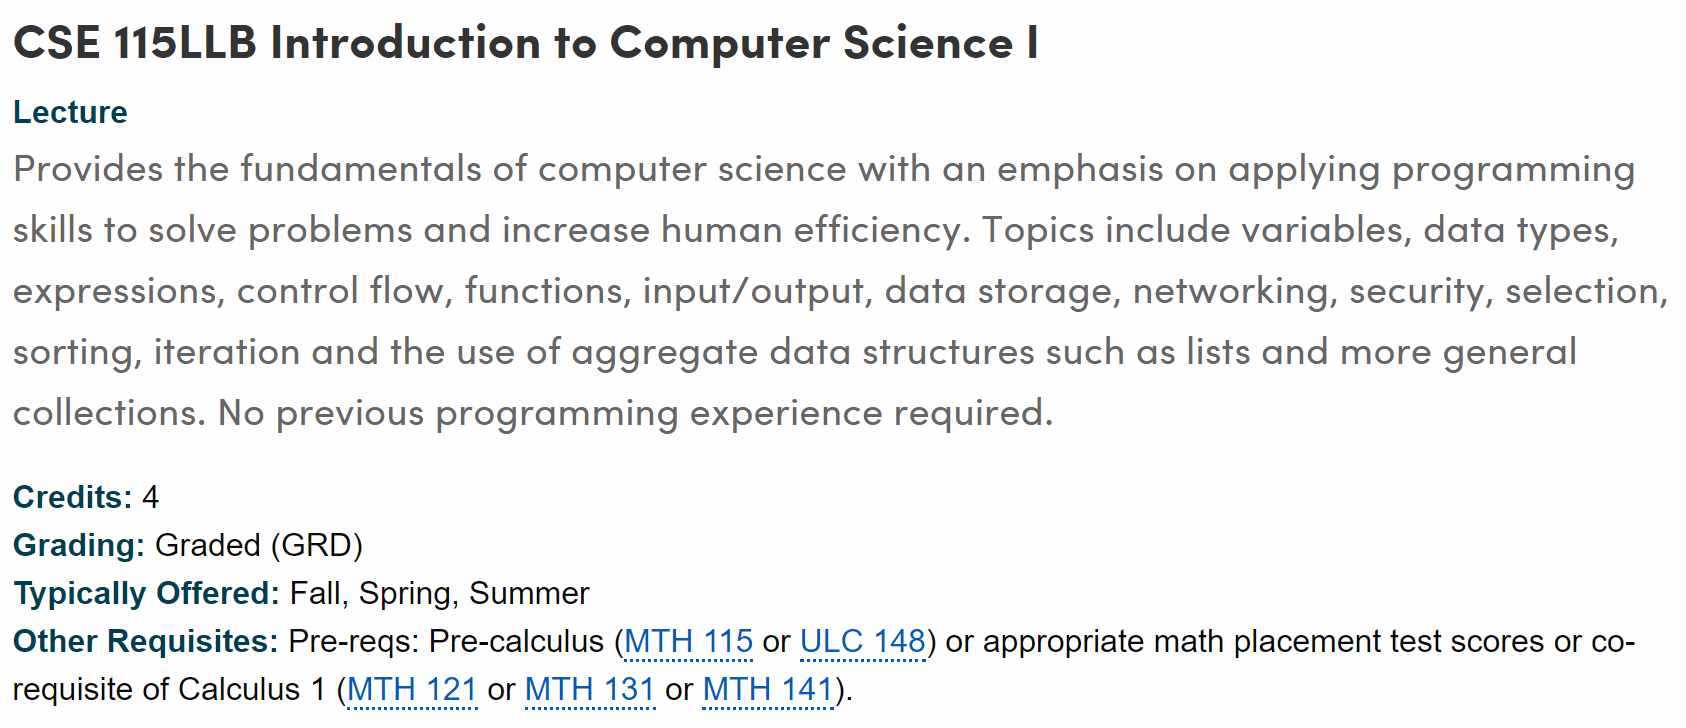 CSE 115LLB Introduction to Computer Science I
Lecture
Provides the fundamentals of computer science with an emphasis on applying programming
skills to solve problems and increase human efficiency. Topics include variables, data types,
expressions, control flow, functions, input/output, data storage, networking, security, selection,
sorting, iteration and the use of aggregate data structures such as lists and more general
collections. No previous programming experience required.
Credits: 4
Grading: Graded (GRD)
Typically Offered: Fall, Spring, Summer
Other Requisites: Pre-reqs: Pre-calculus (MTH 115 or ULC 148) or appropriate math placement test scores or co-
requisite of Calculus 1 (MTH 121 or MTH 131 or MTH 141).